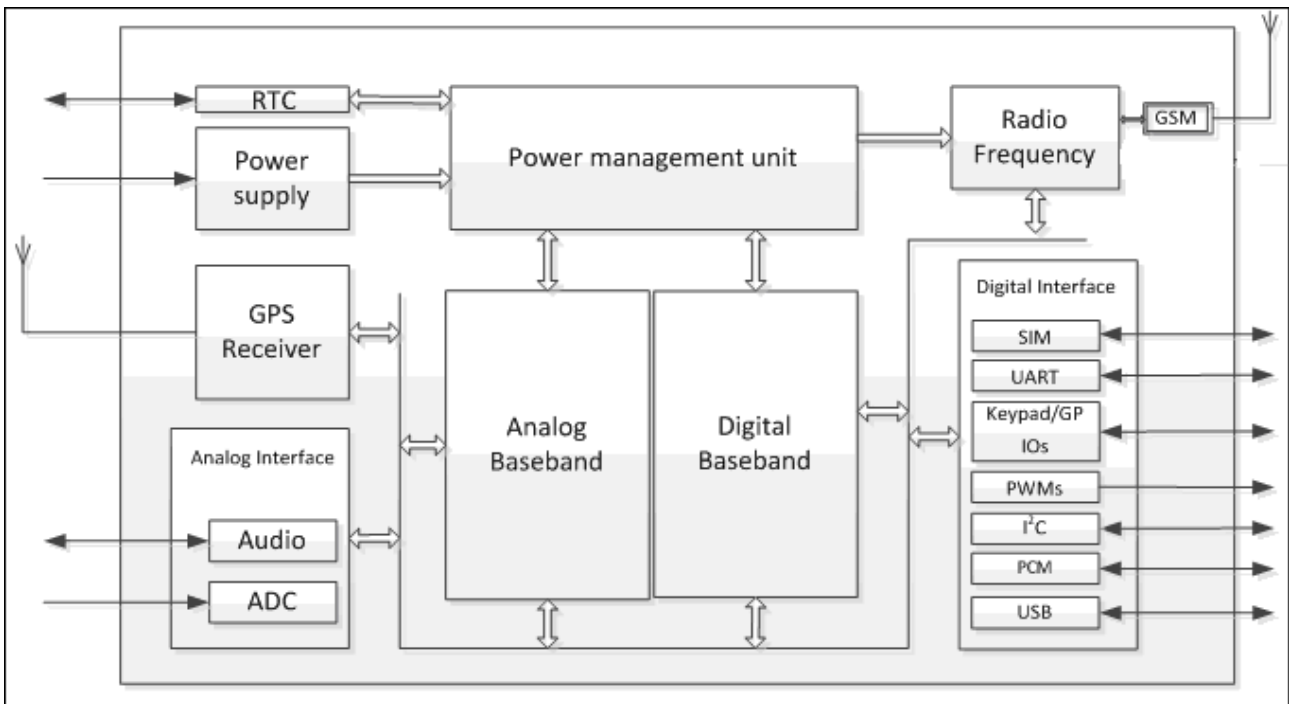 RTC
Power
supply
Power management unit
Radio
Frequency
GSM
GPS
Receiver
Analog Interface
Audio
ADC
Analog
Baseband
Digital
Baseband
Digital Interface
SIM
UART
Keypad/GP
IOs
PWMs
I²C
PCM
USB